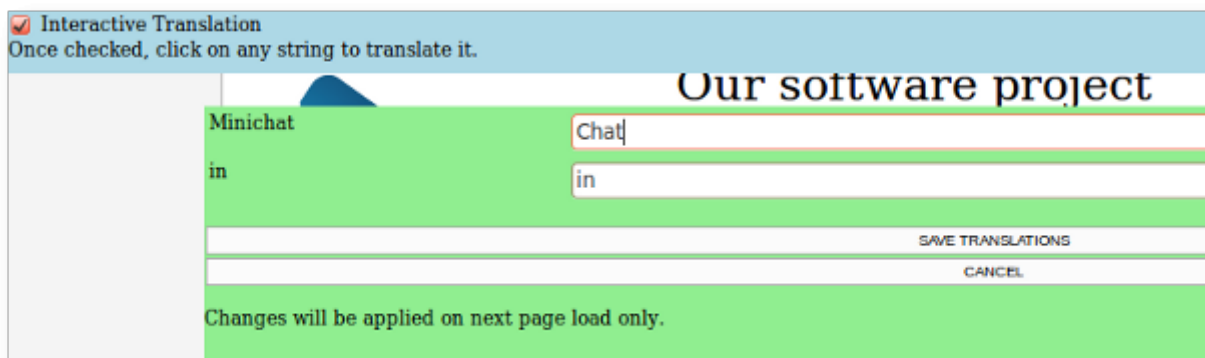 Interactive Translation
Once checked, click on any string to translate it.
Our software project
Minichat
Chat
in
in
SAVE TRANSLATIONS
CANCEL
Changes will be applied on next page load only.